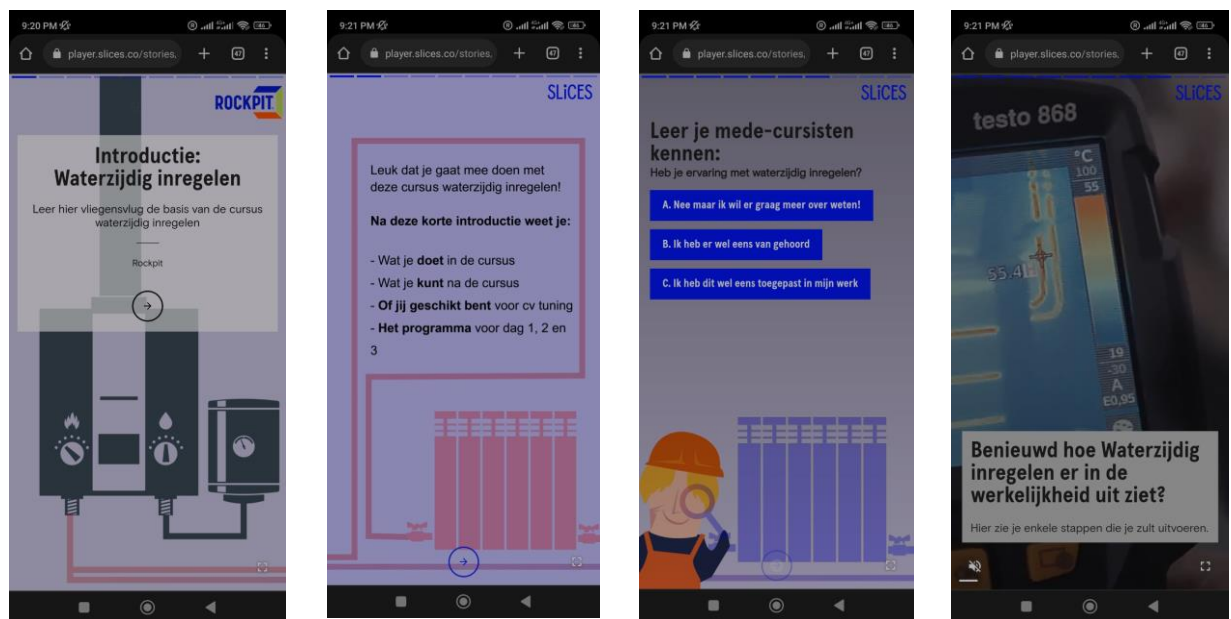 9:20 PM
player.slices.co/stories.
47
ROCKPIT
Introductie:
Waterzijdig inregelen
Leer hier vliegensvlug de basis van de cursus
waterzijdig inregelen
Rockpit
9:21 PM
player.slices.co/stories.
47
SLiCES
Leuk dat je gaat mee doen met
deze cursus waterzijdig inregelen!
Na deze korte introductie weet je:
- Wat je doet in de cursus
- Wat je kunt na de cursus
- Of jij geschikt bent voor cv tuning
- Het programma voor dag 1, 2 en
3
9:21 PM
player.slices.co/stories.
47
SLiCES
Leer je mede-cursisten
kennen:
Heb je ervaring met waterzijdig inregelen?
A. Nee maar ik wil er graag meer over weten!
B. Ik heb er wel eens van gehoord
C. Ik heb dit wel eens toegepast in mijn werk
9:21 PM
player.slices.co/stories.
47
SLiCES
testo 868
°C
100
55
55.4
19
-30
A
E0,95
Benieuwd hoe Waterzijdig
inregelen er in de
werkelijkheid uit ziet?
Hier zie je enkele stappen die je zult uitvoeren.